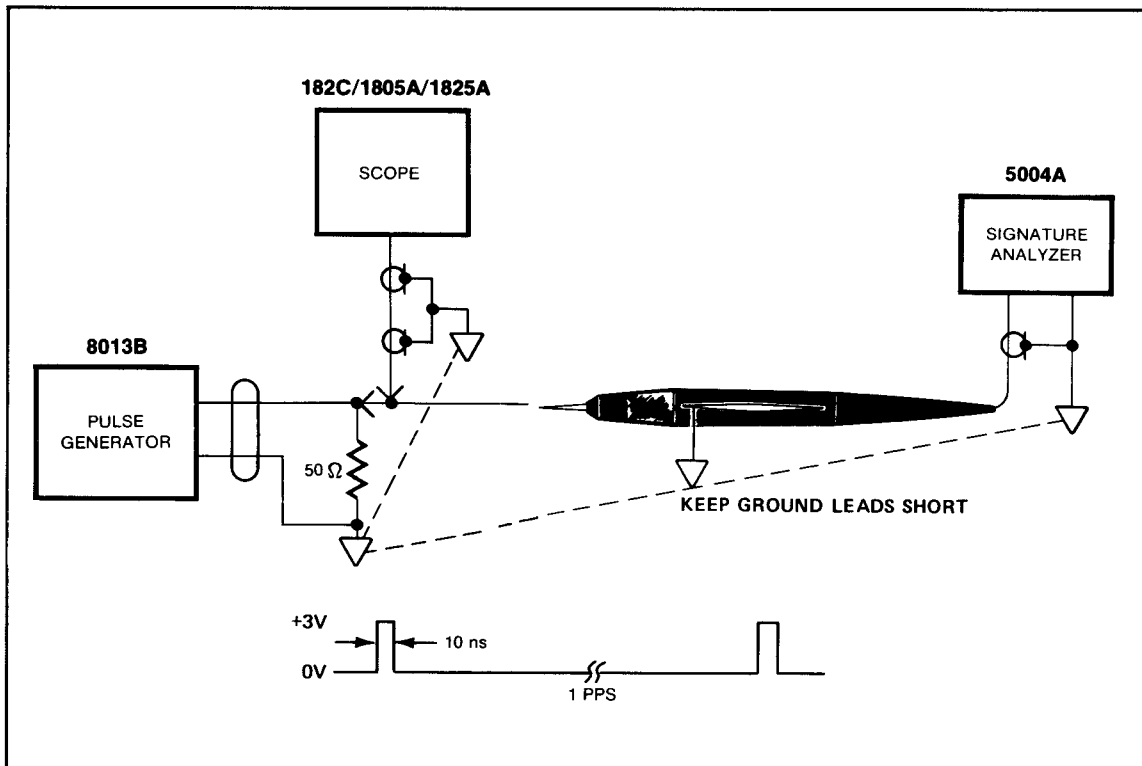 182C/1805A/1825A
SCOPE
5004A
SIGNATURE
ANALYZER
8013B
PULSE
GENERATOR
50 Ω
KEEP GROUND LEADS SHORT
+3V
10 ns
0V
1 PPS